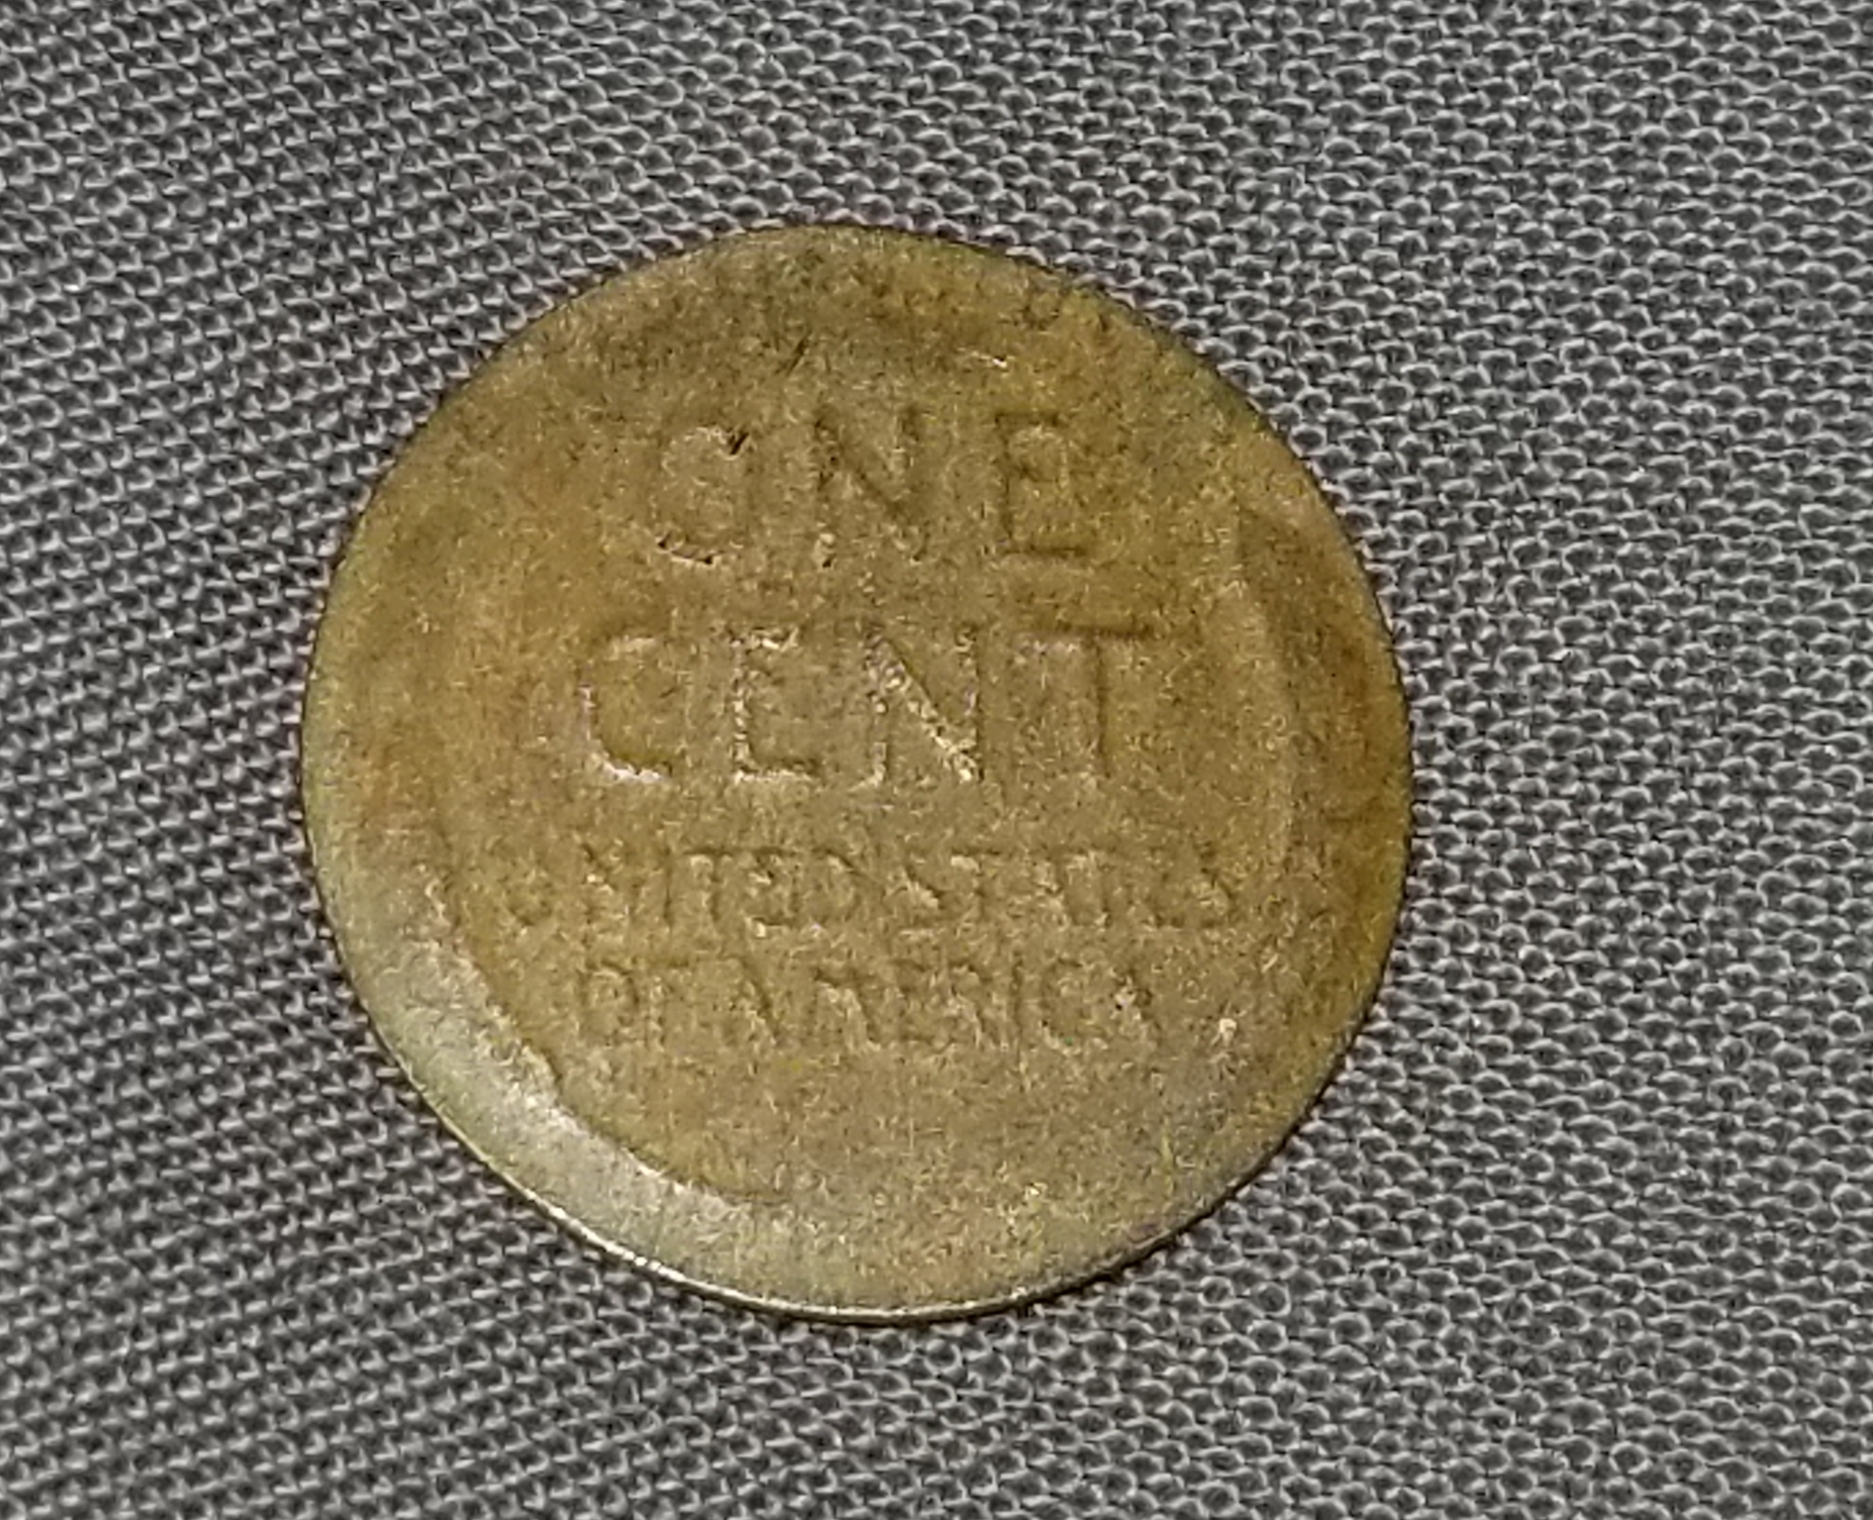 ONE
CENT
UNITED STATES
OF AMERICA